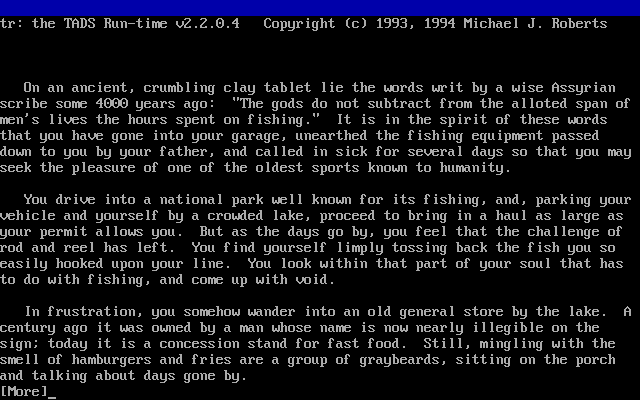 tr: the TADS Run-time v2.2.0.4   Copyright (c) 1993, 1994 Michael J. Roberts
On an ancient, crumbling clay tablet lie the words writ by a wise Assyrian
scribe some 4000 years ago:  "The gods do not subtract from the alloted span of
men's lives the hours spent on fishing."  It is in the spirit of these words
that you have gone into your garage, unearthed the fishing equipment passed
down to you by your father, and called in sick for several days so that you may
seek the pleasure of one of the oldest sports known to humanity.
You drive into a national park well known for its fishing, and, parking your
vehicle and yourself by a crowded lake, proceed to bring in a haul as large as
your permit allows you.  But as the days go by, you feel that the challenge of
rod and reel has left.  You find yourself limply tossing back the fish you so
easily hooked upon your line.  You look within that part of your soul that has
to do with fishing, and come up with void.
In frustration, you somehow wander into an old general store by the lake.  A
century ago it was owned by a man whose name is now nearly illegible on the
sign; today it is a concession stand for fast food.  Still, mingling with the
smell of hamburgers and fries are a group of graybeards, sitting on the porch
and talking about days gone by.
[More]_